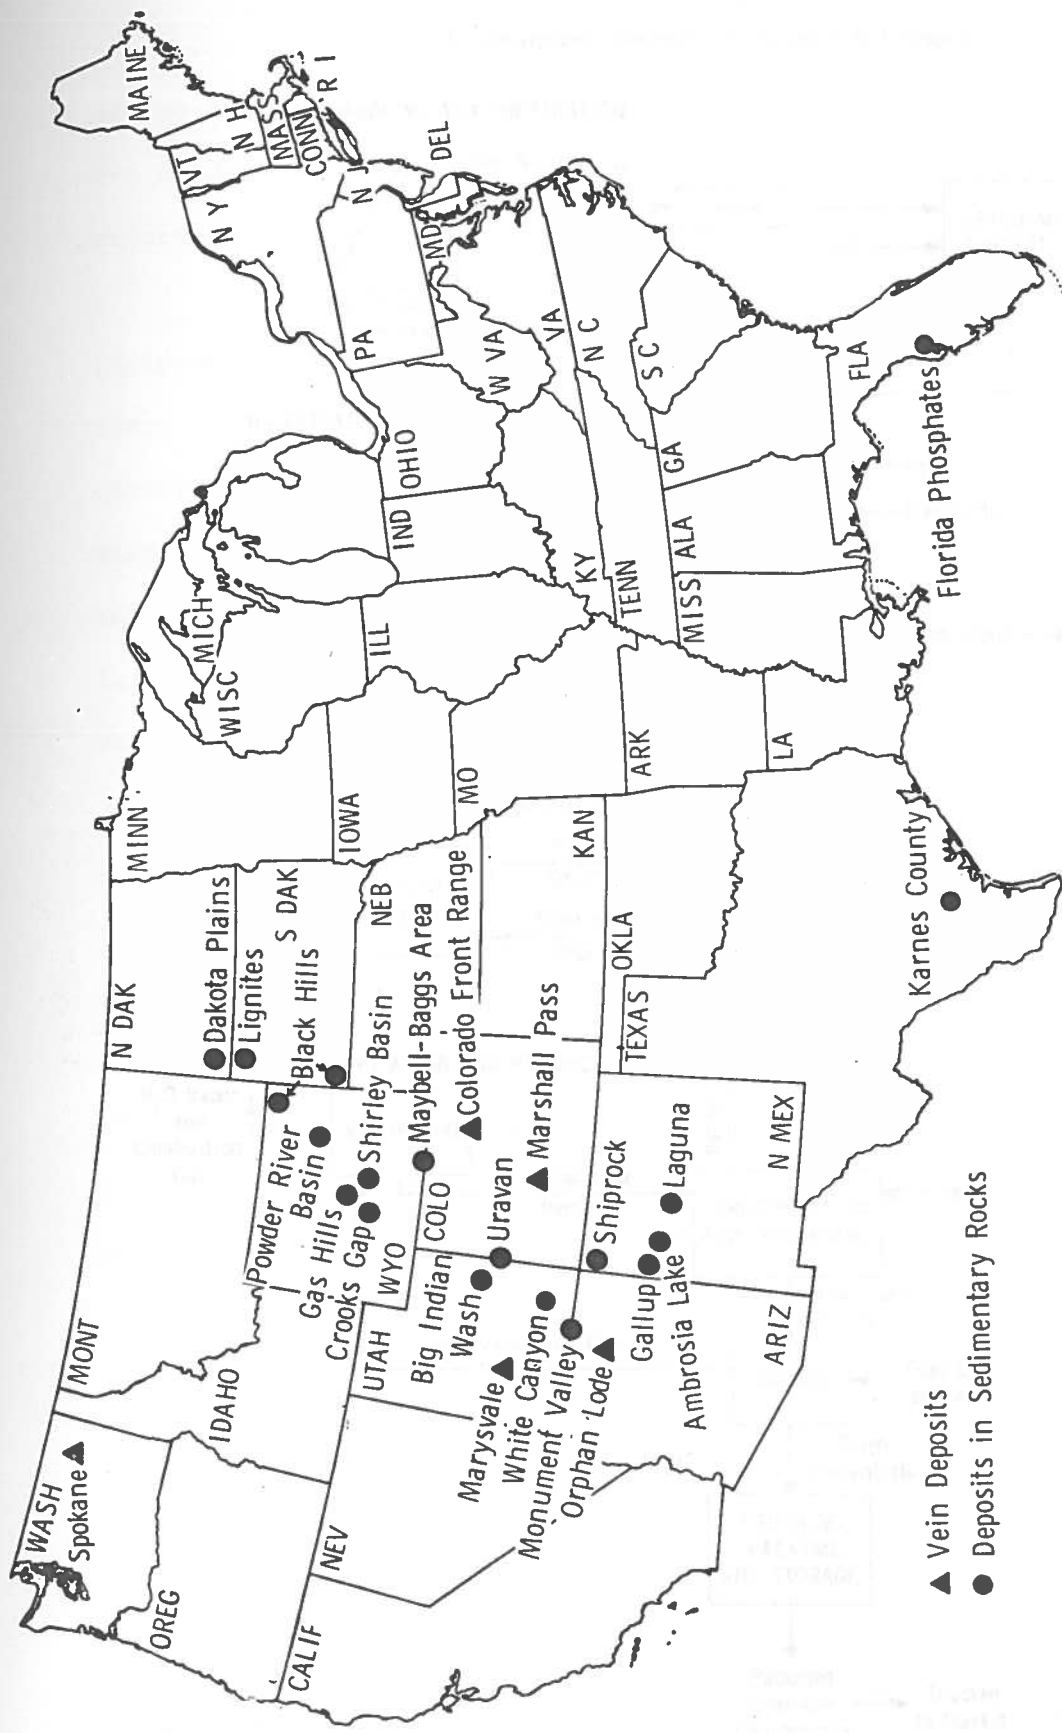 WASH
Spokane
OREG
CALIF
NEV
IDAHO
MONT
N DAK
Dakota Plains
Lignites
S DAK
Black Hills
Powder River
Basin
Gas Hills
Crooks Gap
Shirley Basin
WYO
NEB
Maybell-Baggs Area
Colorado Front Range
UTAH
COLO
Big Indian
Wash
Uravan
Marshall Pass
Marysvale
White Canyon
Monument Valley
Orphan Lode
Shiprock
Gallup
Ambrosia Lake
Laguna
ARIZ
N MEX
KAN
OKLA
TEXAS
Karnes County
MINN
IOWA
MO
ARK
LA
WISC
MICH
ILL
IND
OHIO
KY
TENN
MISS
ALA
GA
FLA
Florida Phosphates
S C
N C
VA
W VA
PA
MD
DEL
N J
N Y
VT
N H
MAINE
MASS
CONN
R I
Vein Deposits
Deposits in Sedimentary Rocks